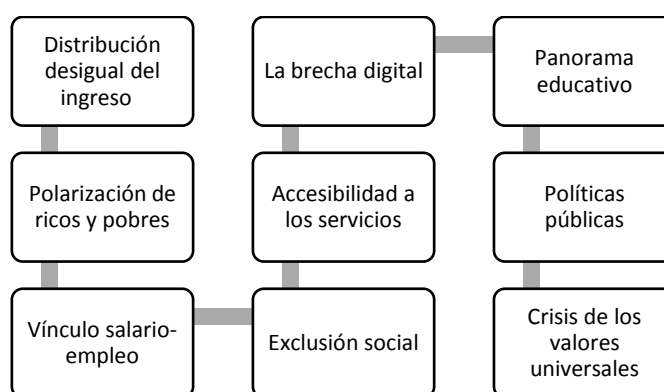 Distribución
desigual del
ingreso
Polarización de
ricos y pobres
Vínculo salario-
empleo
Exclusión social
Accesibilidad a
los servicios
La brecha digital
Panorama
educativo
Políticas
públicas
Crisis de los
valores
universales